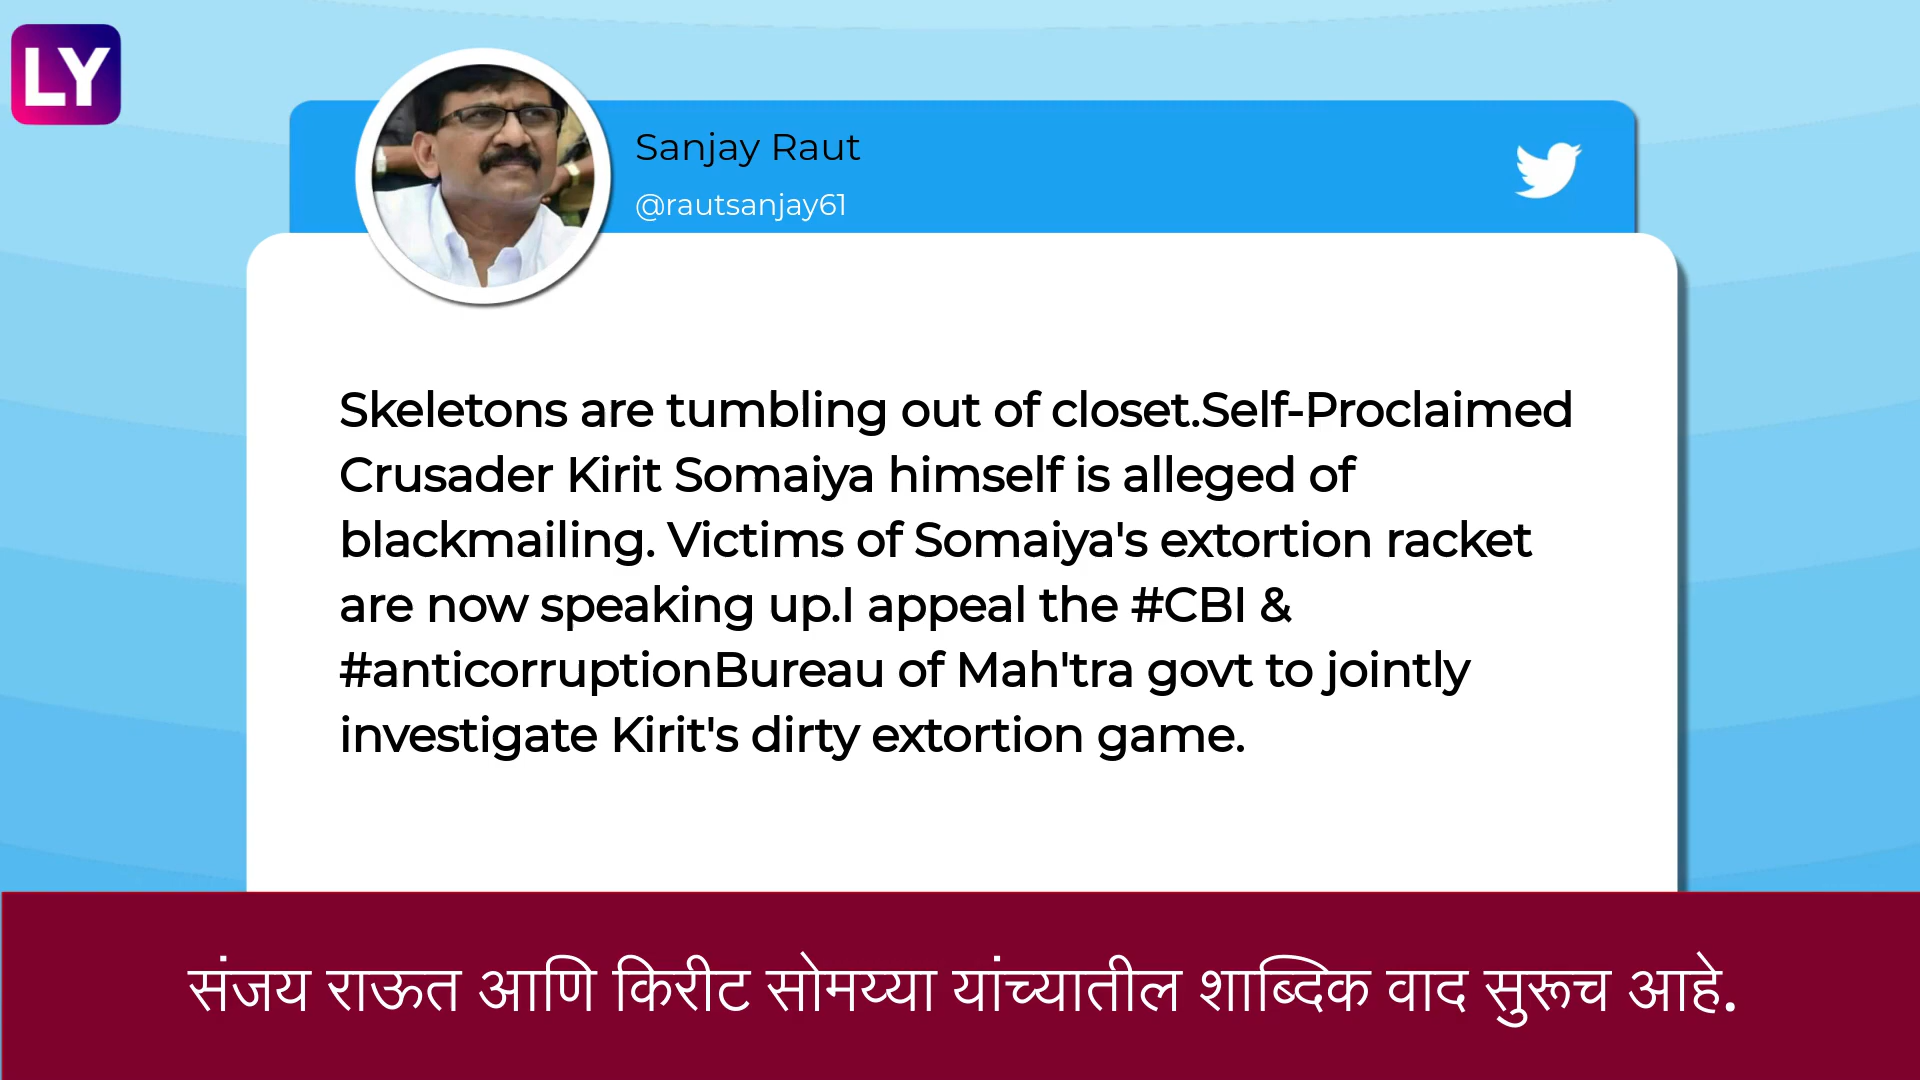 LY
Sanjay Raut
@rautsanjay61
Skeletons are tumbling out of closet.Self-Proclaimed
Crusader Kirit Somaiya himself is alleged of
blackmailing. Victims of Somaiya's extortion racket
are now speaking up.I appeal the #CBI &
#anticorruptionBureau of Mah'tra govt to jointly
investigate Kirit's dirty extortion game.
संजय राऊत आणि किरीट सोमय्या यांच्यातील शाब्दिक वाद सुरूच आहे.